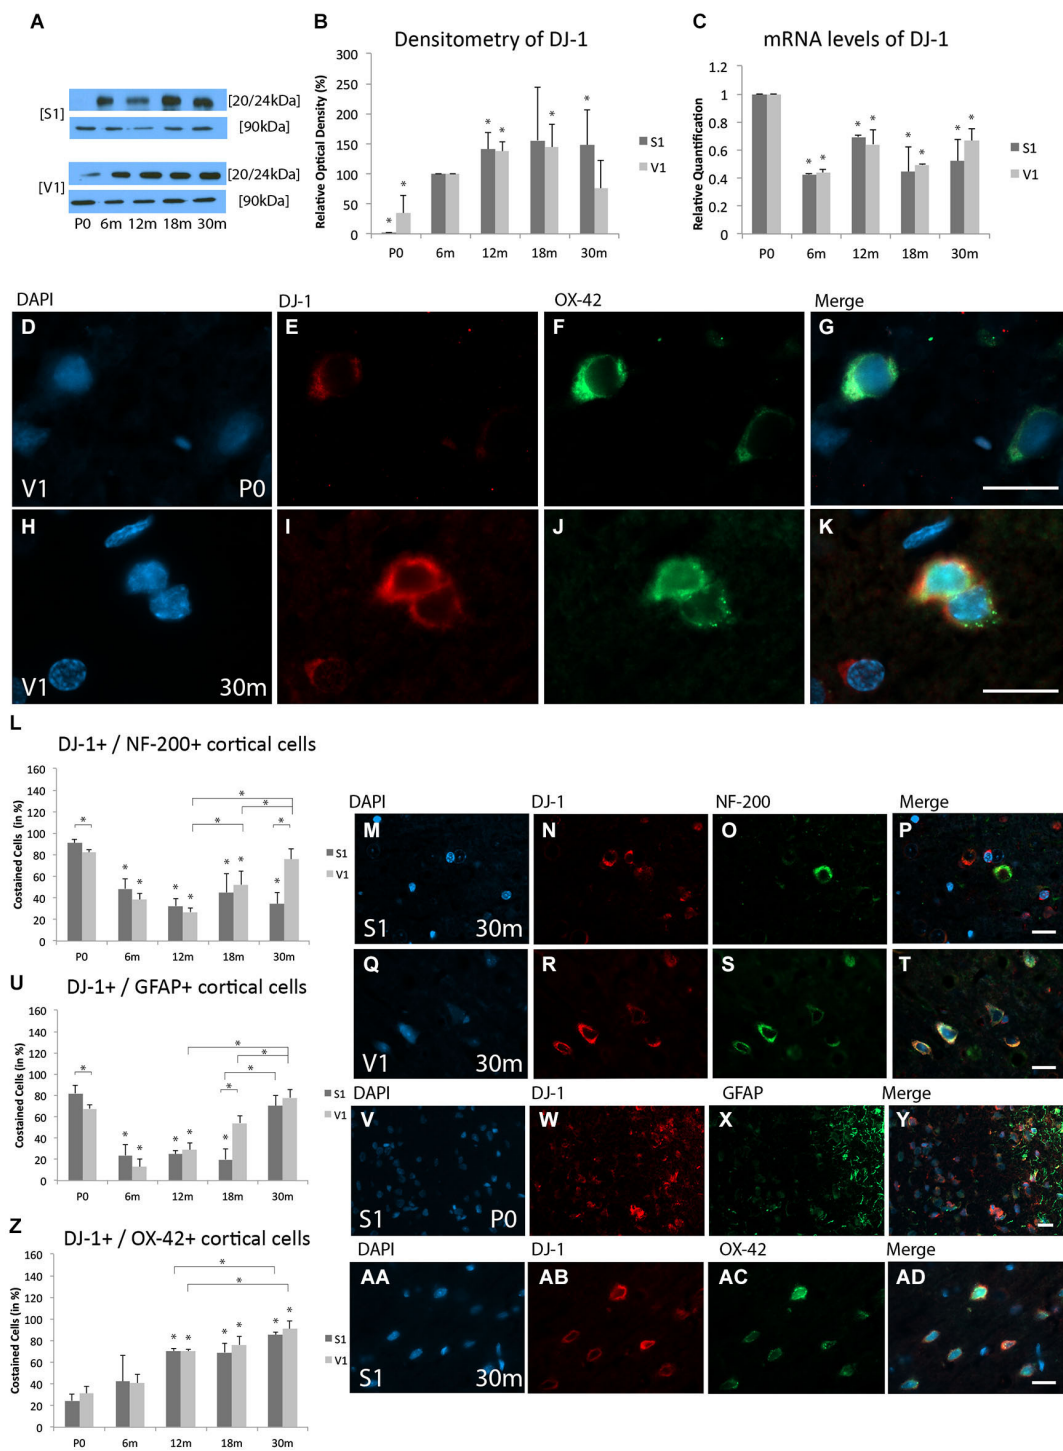 A
[S1]
[20/24kDa]
[90kDa]
[V1]
[20/24kDa]
[90kDa]
P0 6m 12m 18m 30m
B
Densitometry of DJ-1
Relative Optical Density (%)
300
250
200
150
100
50
0
* * * * * * *
P0 6m 12m 18m 30m
S1
V1
C
mRNA levels of DJ-1
Relative Quantification
1.2
1
0.8
0.6
0.4
0.2
0
* * * * * * * *
P0 6m 12m 18m 30m
S1
V1
DAPI DJ-1 OX-42 Merge
D E F G
V1 P0
H I J K
V1 30m
L
DJ-1+ / NF-200+ cortical cells
Costained Cells (in %)
160
140
120
100
80
60
40
20
0
* * * * * * * * * * * *
P0 6m 12m 18m 30m
S1
V1
DAPI DJ-1 NF-200 Merge
M N O P
S1 30m
Q R S T
V1 30m
U
DJ-1+ / GFAP+ cortical cells
Costained Cells (in %)
160
140
120
100
80
60
40
20
0
* * * * * * * * * *
P0 6m 12m 18m 30m
S1
V1
DAPI DJ-1 GFAP Merge
V W X Y
S1 P0
Z
DJ-1+ / OX-42+ cortical cells
Costained Cells (in %)
160
140
120
100
80
60
40
20
0
* * * * * * * *
P0 6m 12m 18m 30m
S1
V1
DAPI DJ-1 OX-42 Merge
AA AB AC AD
S1 30m